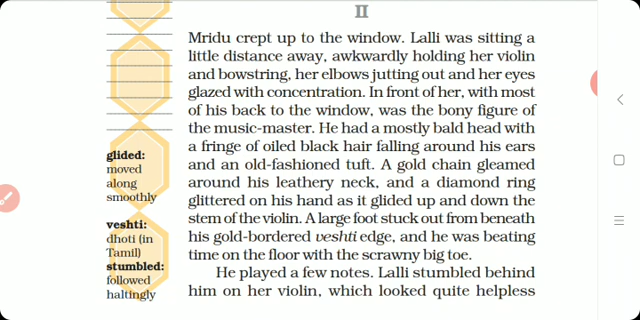 II
Mridu crept up to the window. Lalli was sitting a
little distance away, awkwardly holding her violin
and bowstring, her elbows jutting out and her eyes
glazed with concentration. In front of her, with most
of his back to the window, was the bony figure of
the music-master. He had a mostly bald head with
a fringe of oiled black hair falling around his ears
and an old-fashioned tuft. A gold chain gleamed
around his leathery neck, and a diamond ring
glittered on his hand as it glided up and down the
stem of the violin. A large foot stuck out from beneath
his gold-bordered veshti edge, and he was beating
time on the floor with the scrawny big toe.
He played a few notes. Lalli stumbled behind
him on her violin, which looked quite helpless
glided:
moved
along
smoothly
veshti:
dhoti (in
Tamil)
stumbled:
followed
haltingly